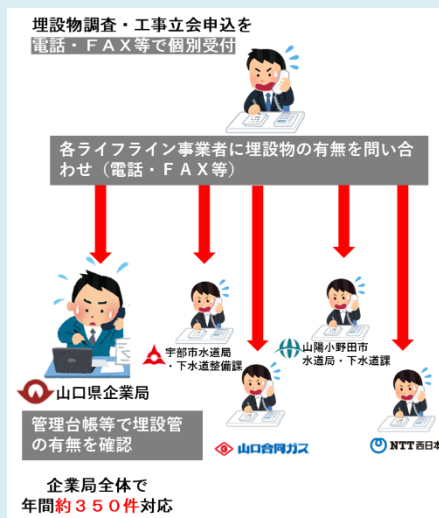 埋設物調査・工事立会申込を
電話・ＦＡＸ等で個別受付
各ライフライン事業者に埋設物の有無を問い合
わせ（電話・ＦＡＸ等）
宇部市水道局
・下水道整備課
山陽小野田市
水道局・下水道課
山口県企業局
管理台帳等で埋設管
の有無を確認
山口合同ガス
NTT西日本
企業局全体で
年間約３５０件対応